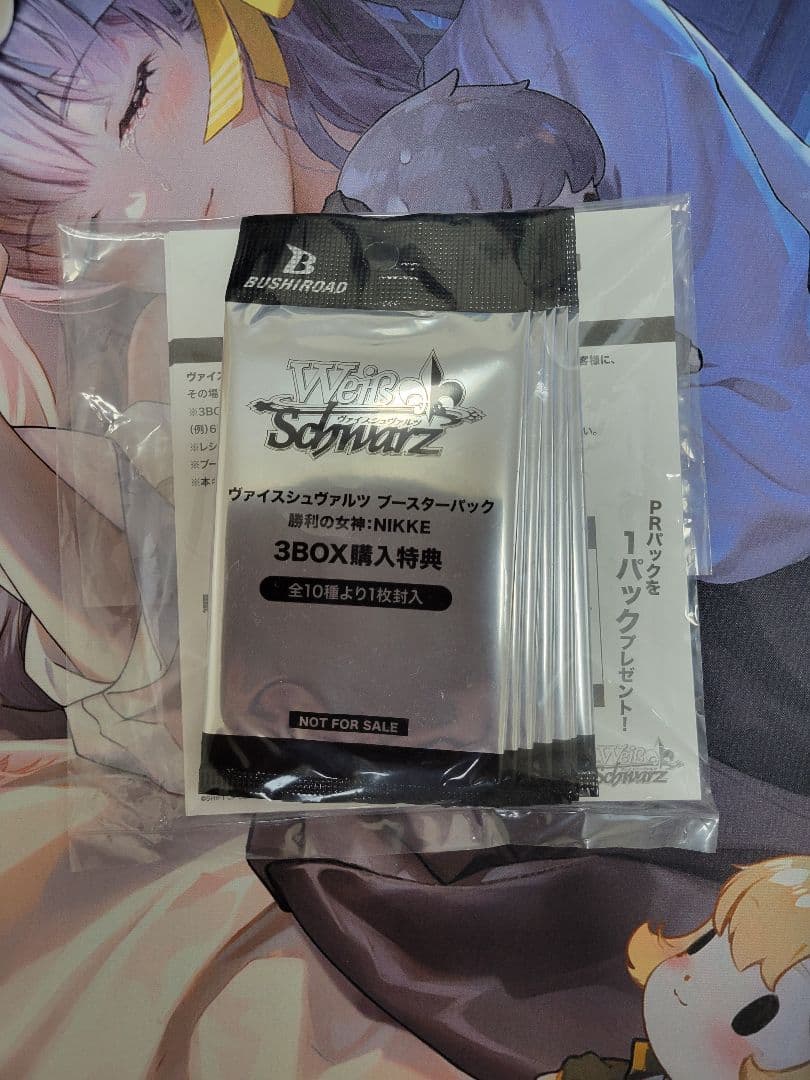 BUSHIROAD
Weiß
ヴァイスシュヴァルツ
Schwarz
ヴァイスシュヴァルツ ブースターパック
勝利の女神:NIKKE
3BOX購入特典
全10種より1枚封入
NOT FOR SALE
ヴァイス
その場
※3BO
(例)6
※レシ
※ブー
※本キ
客様に、
い。
PRパックを
1パックプレゼント!
Weiß
Schwarz